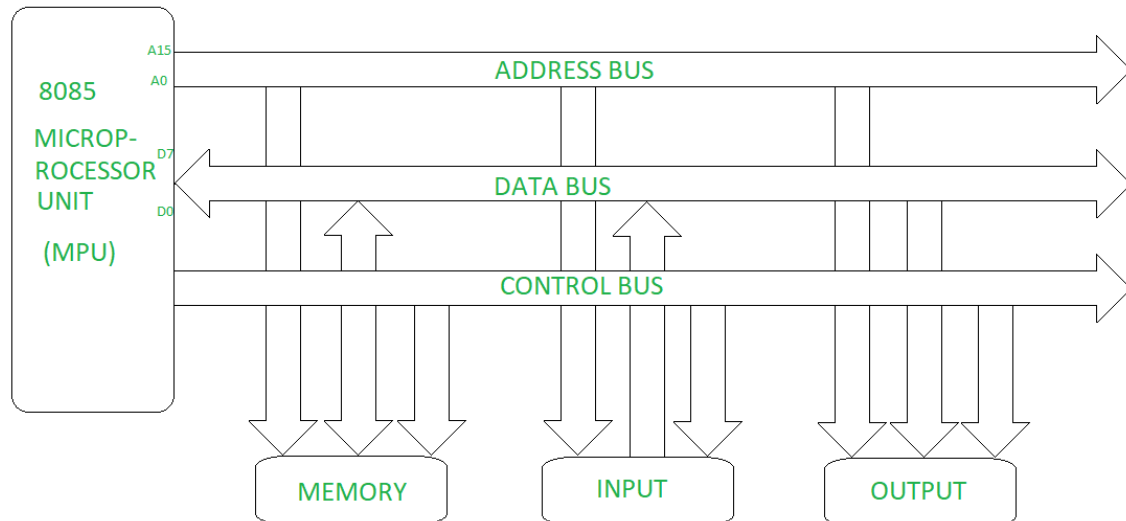 A15
ADDRESS BUS
A0
8085
MICROP-
D7
ROCESSOR
DATA BUS
UNIT
D0
(MPU)
CONTROL BUS
MEMORY
INPUT
OUTPUT